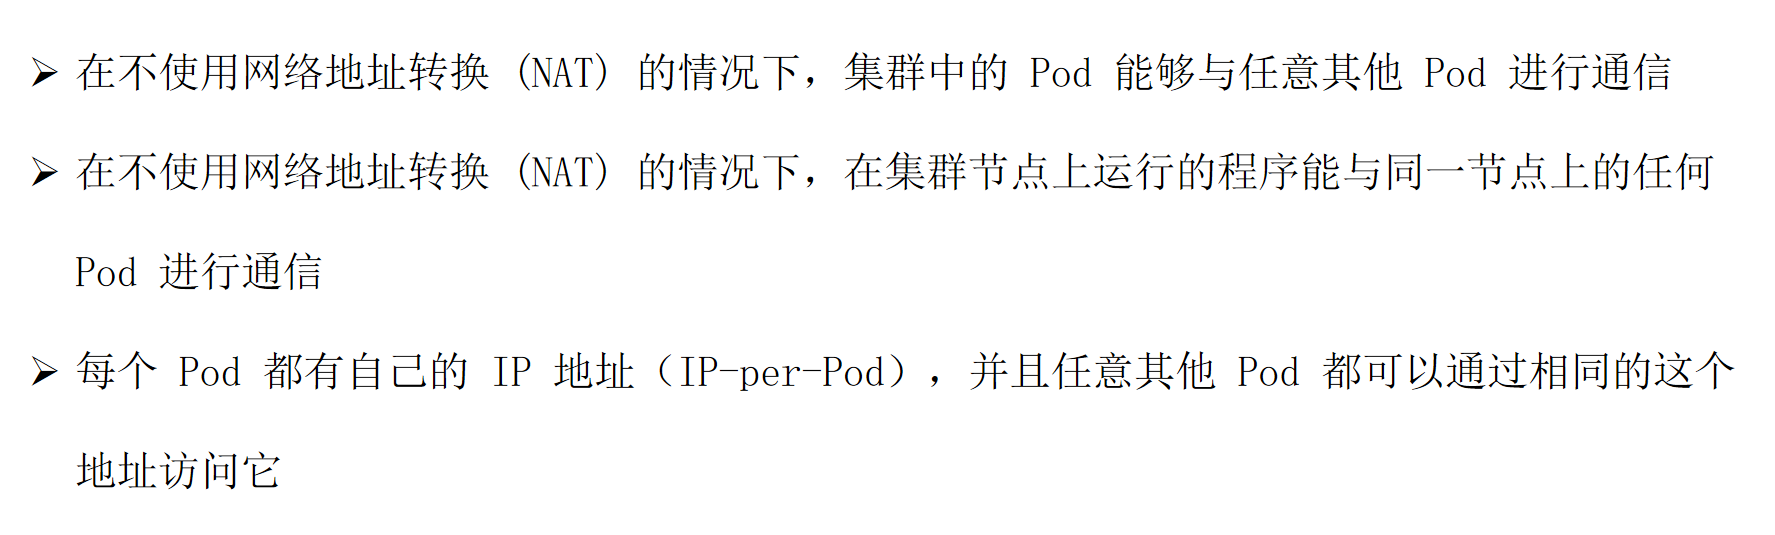 ➢ 在不使用网络地址转换 (NAT) 的情况下，集群中的 Pod 能够与任意其他 Pod 进行通信
➢ 在不使用网络地址转换 (NAT) 的情况下，在集群节点上运行的程序能与同一节点上的任何
Pod 进行通信
➢ 每个 Pod 都有自己的 IP 地址（IP-per-Pod），并且任意其他 Pod 都可以通过相同的这个
地址访问它